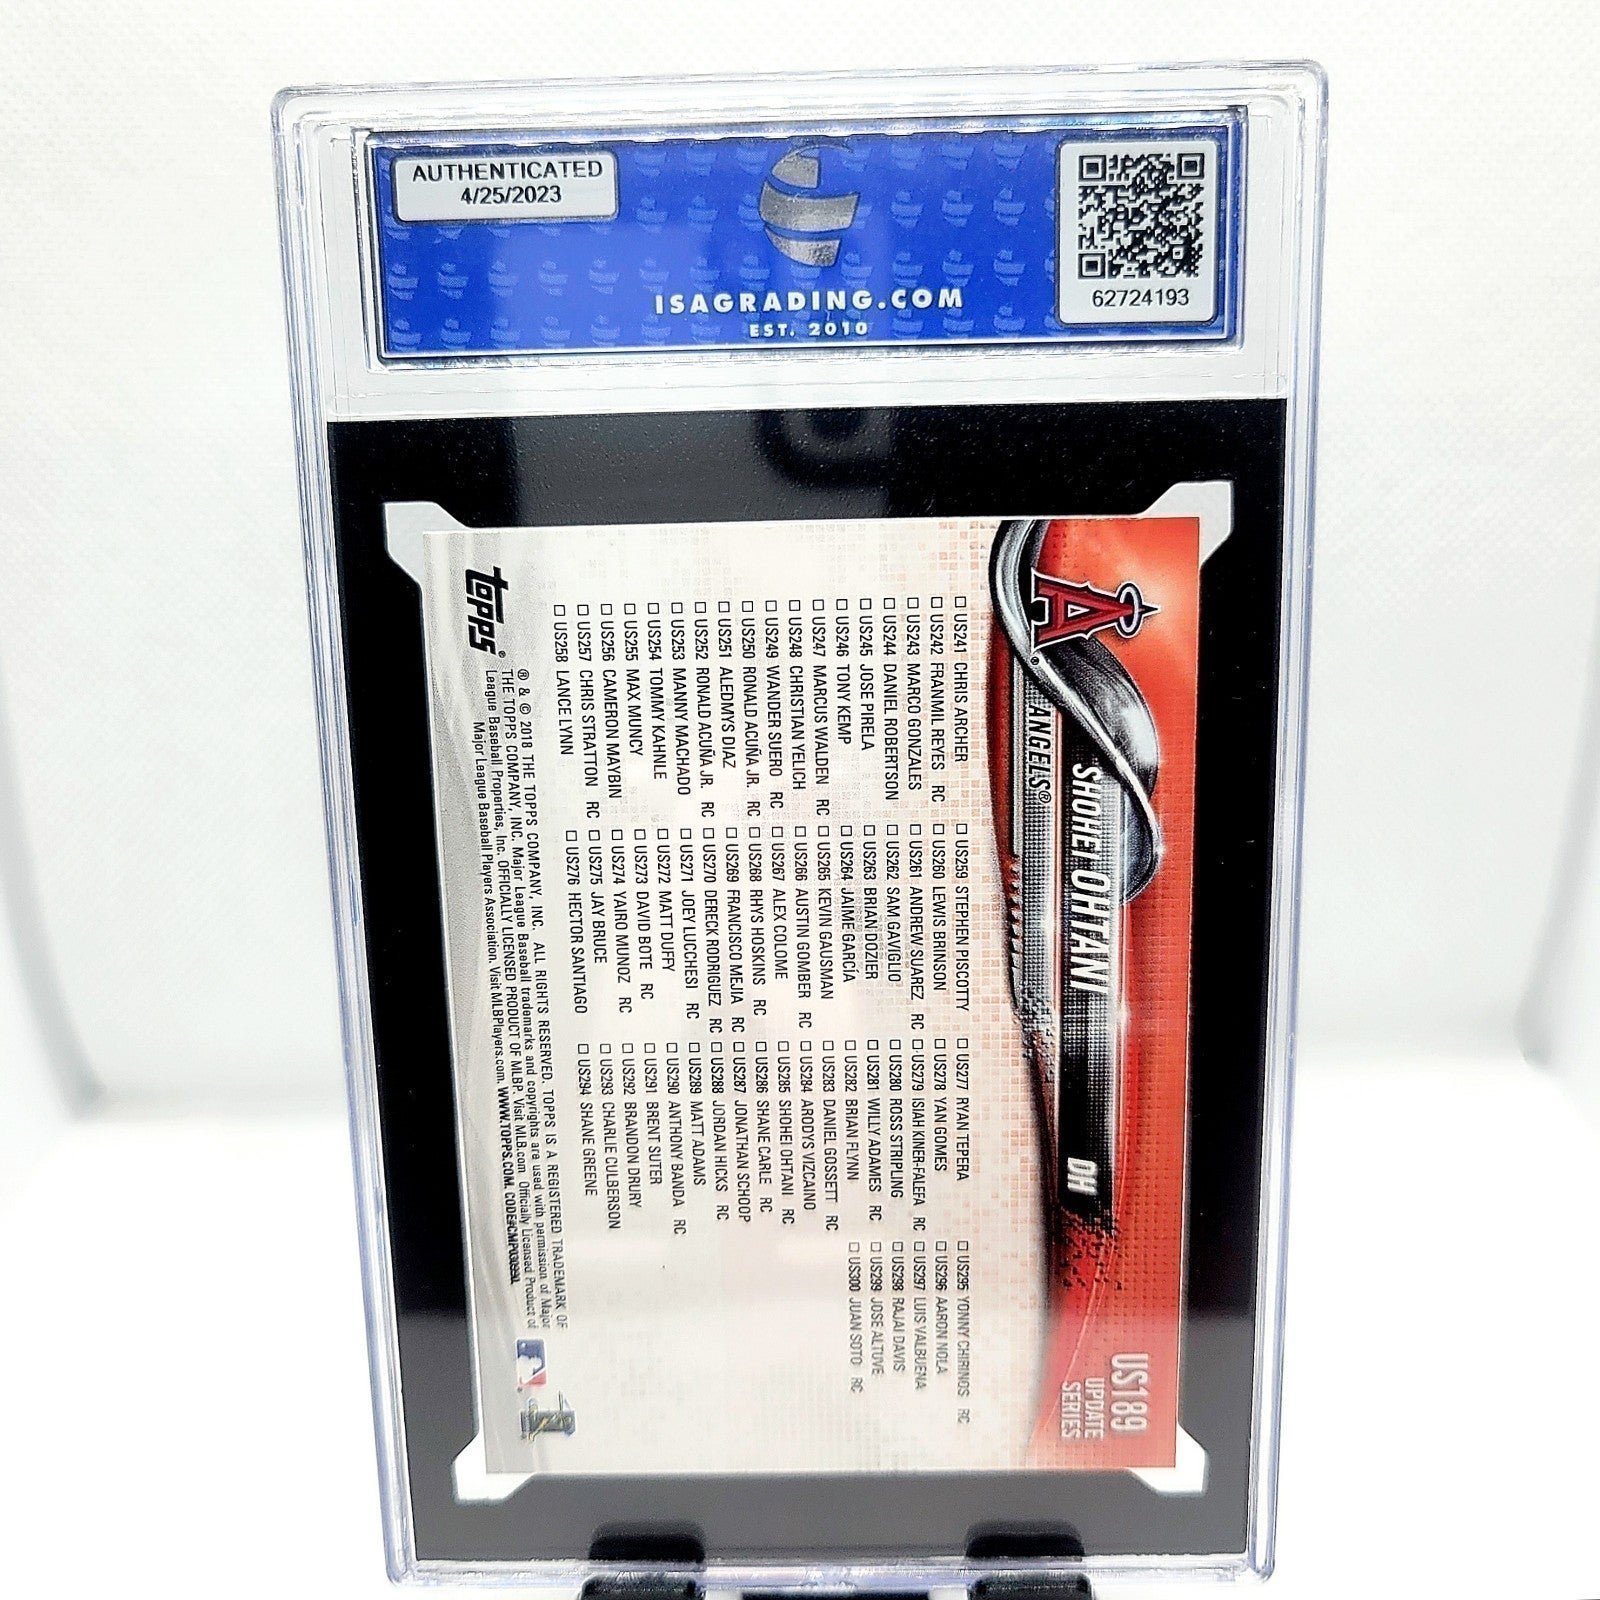 AUTHENTICATED
4/25/2023
62724193
ISAGRADING.COM
EST. 2010
A
ANGELS®
SHOHEI OHTANI
DH
US189
UPDATE
SERIES
US241 CHRIS ARCHER
US242 FRANMIL REYES RC
US243 MARCO GONZALES
US244 DANIEL ROBERTSON
US245 JOSE PIRELA
US246 TONY KEMP
US247 MARCUS WALDEN RC
US248 CHRISTIAN YELICH
US249 WANDER SUERO RC
US250 RONALD ACUÑA JR. RC
US251 ALEDMYS DIAZ
US252 RONALD ACUÑA JR. RC
US253 MANNY MACHADO
US254 TOMMY KAHNLE
US255 MAX MUNCY
US256 CAMERON MAYBIN
US257 CHRIS STRATTON RC
US258 LANCE LYNN
US259 STEPHEN PISCOTTY
US260 LEWIS BRINSON
US261 ANDREW SUAREZ RC
US262 SAM GAVIGLIO
US263 BRIAN DOZIER
US264 JAIME GARCÍA
US265 KEVIN GAUSMAN
US266 AUSTIN GOMBER RC
US267 ALEX COLOME
US268 RHYS HOSKINS RC
US269 FRANCISCO MEJIA RC
US270 DERECK RODRIGUEZ RC
US271 JOEY LUCCHESI RC
US272 MATT DUFFY
US273 DAVID BOTE RC
US274 YAIRO MUNOZ RC
US275 JAY BRUCE
US276 HECTOR SANTIAGO
US277 RYAN TEPERA
US278 YAN GOMES
US279 ISIAH KINER-FALEFA RC
US280 ROSS STRIPLING
US281 WILLY ADAMES RC
US282 BRIAN FLYNN
US283 DANIEL GOSSETT RC
US284 ARODYS VIZCAINO
US285 SHOHEI OHTANI RC
US286 SHANE CARLE RC
US287 JONATHAN SCHOOP
US288 JORDAN HICKS RC
US289 MATT ADAMS
US290 ANTHONY BANDA RC
US291 BRENT SUTER
US292 BRANDON DRURY
US293 CHARLIE CULBERSON
US294 SHANE GREENE
US295 YONNY CHIRINOS RC
US296 AARON NOLA
US297 LUIS VALBUENA
US298 RAJAI DAVIS
US299 JOSE ALTUVE
US300 JUAN SOTO RC
topps®
® & © 2018 THE TOPPS COMPANY, INC. ALL RIGHTS RESERVED. TOPPS IS A REGISTERED TRADEMARK OF
THE TOPPS COMPANY, INC. Major League Baseball trademarks and copyrights are used with permission of Major
League Baseball Properties, Inc. OFFICIALLY LICENSED PRODUCT OF MLBP. Visit MLB.com Officially Licensed Product of
Major League Baseball Players Association. Visit MLBPlayers.com. WWW.TOPPS.COM. CODE#CMP030990.